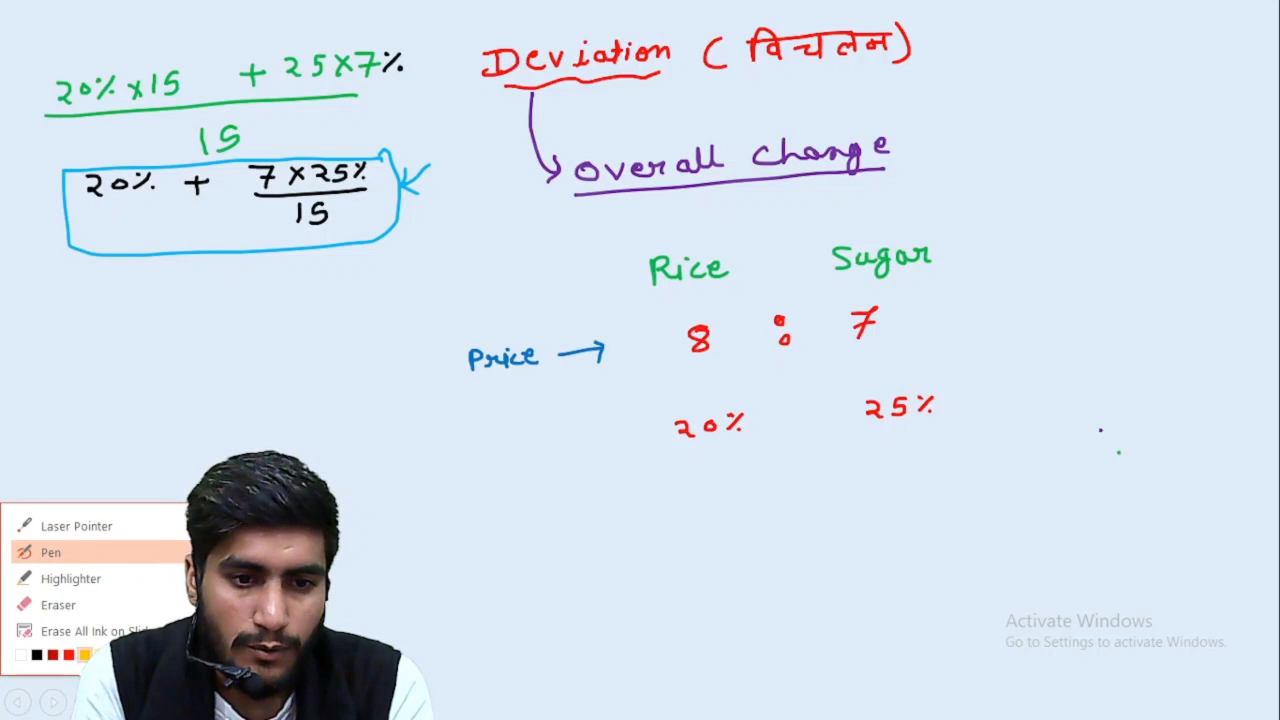 20% x 15 + 25 x 7%
15
20% + 7 x 25%
15
Deviation (विचलन)
Overall Change
Rice Sugar
Price → 8 : 7
20% 25%
Laser Pointer
Pen
Highlighter
Eraser
Erase All Ink on Slid
Activate Windows
Go to Settings to activate Windows.